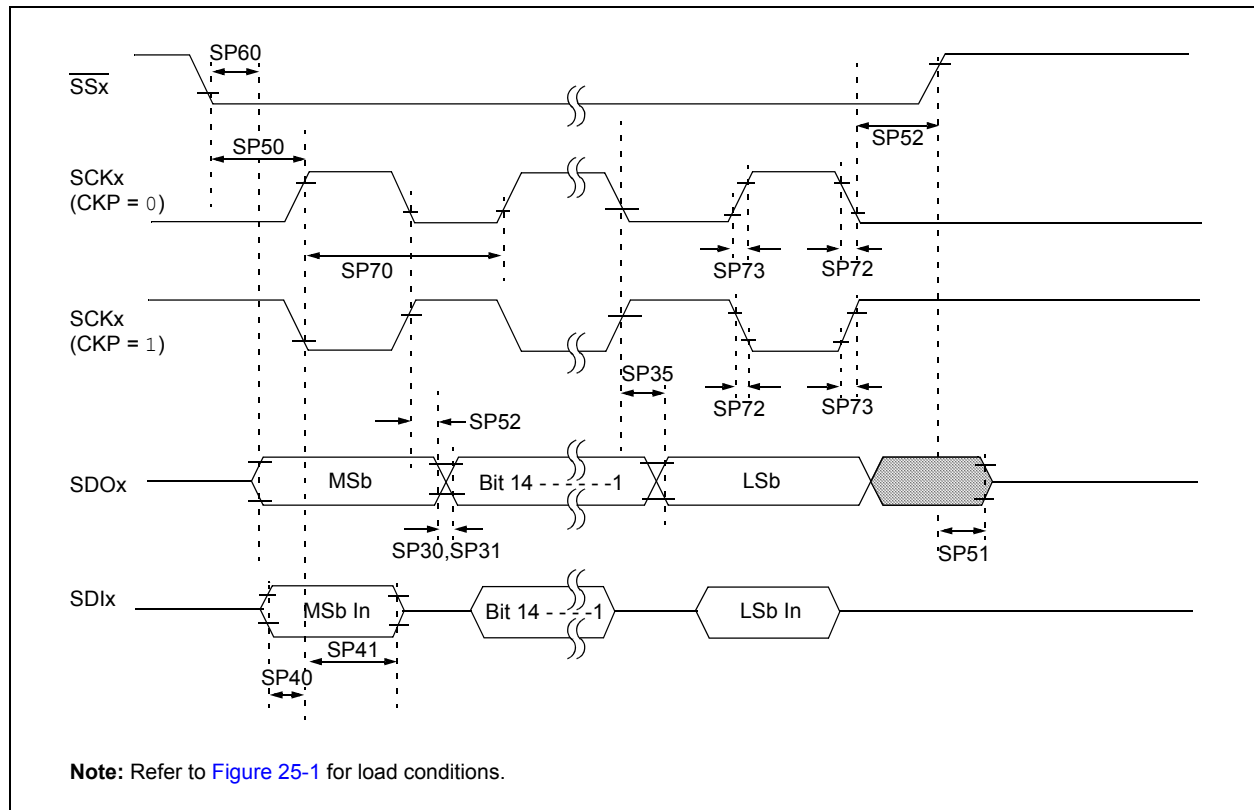 SP60
SSx
SP50
SP52
SCKx
(CKP = 0)
SP70
SP73
SP72
SCKx
(CKP = 1)
SP35
SP72
SP73
SP52
SDOx
MSb
Bit 14 - - - - - - -1
LSb
SP30,SP31
SP51
SDIx
MSb In
Bit 14 - - - - -1
LSb In
SP41
SP40
Note: Refer to Figure 25-1 for load conditions.